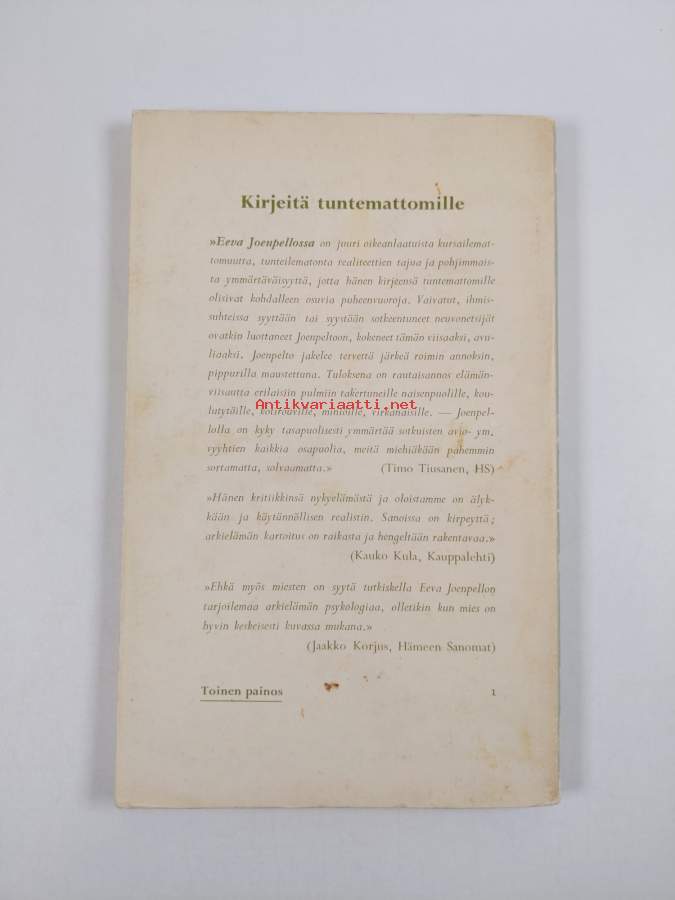 Kirjeitä tuntemattomille
»Eeva Joenpellossa on juuri oikeanlaatuista kursailemat-
tomuutta, tunteilematonta realiteettien tajua ja pohjimmais-
ta ymmärtäväisyyttä, jotta hänen kirjeensä tuntemattomille
olisivat kohdalleen osuvia puheenvuoroja. Vaivatut, ihmis-
suhteissa syyttään tai syystään sotkeentuneet neuvonetsijät
ovatkin luottaneet Joenpeltoon, kokeneet tämän viisaaksi, avu-
liaaksi. Joenpelto jakelee tervettä järkeä roimin annoksin,
pippurilla maustettuna. Tuloksena on rautaisannos elämän-
viisautta erilaisiin pulmiin takertuneille naisenpuolille, kou-
lutytöille, kotirouville, miniöille, virkanaisille. — Joenpel-
Antikvariaatti.net
lolla on kyky tasapuolisesti ymmärtää sotkuisten avio- ym.
vyyhtien kaikkia osapuolia, meitä miehiäkään pahemmin
sortamatta, solvaamatta.» (Timo Tiusanen, HS)
»Hänen kritiikkinsä nykyelämästä ja oloistamme on älyk-
kään ja käytännöllisen realistin. Sanoissa on kirpeyttä;
arkielämän kartoitus on raikasta ja hengeltään rakentavaa.»
(Kauko Kula, Kauppalehti)
»Ehkä myös miesten on syytä tutkiskella Eeva Joenpellon
tarjoilemaa arkielämän psykologiaa, olletikin kun mies on
hyvin keskeisesti kuvassa mukana.»
(Jaakko Korjus, Hämeen Sanomat)
Toinen painos 1